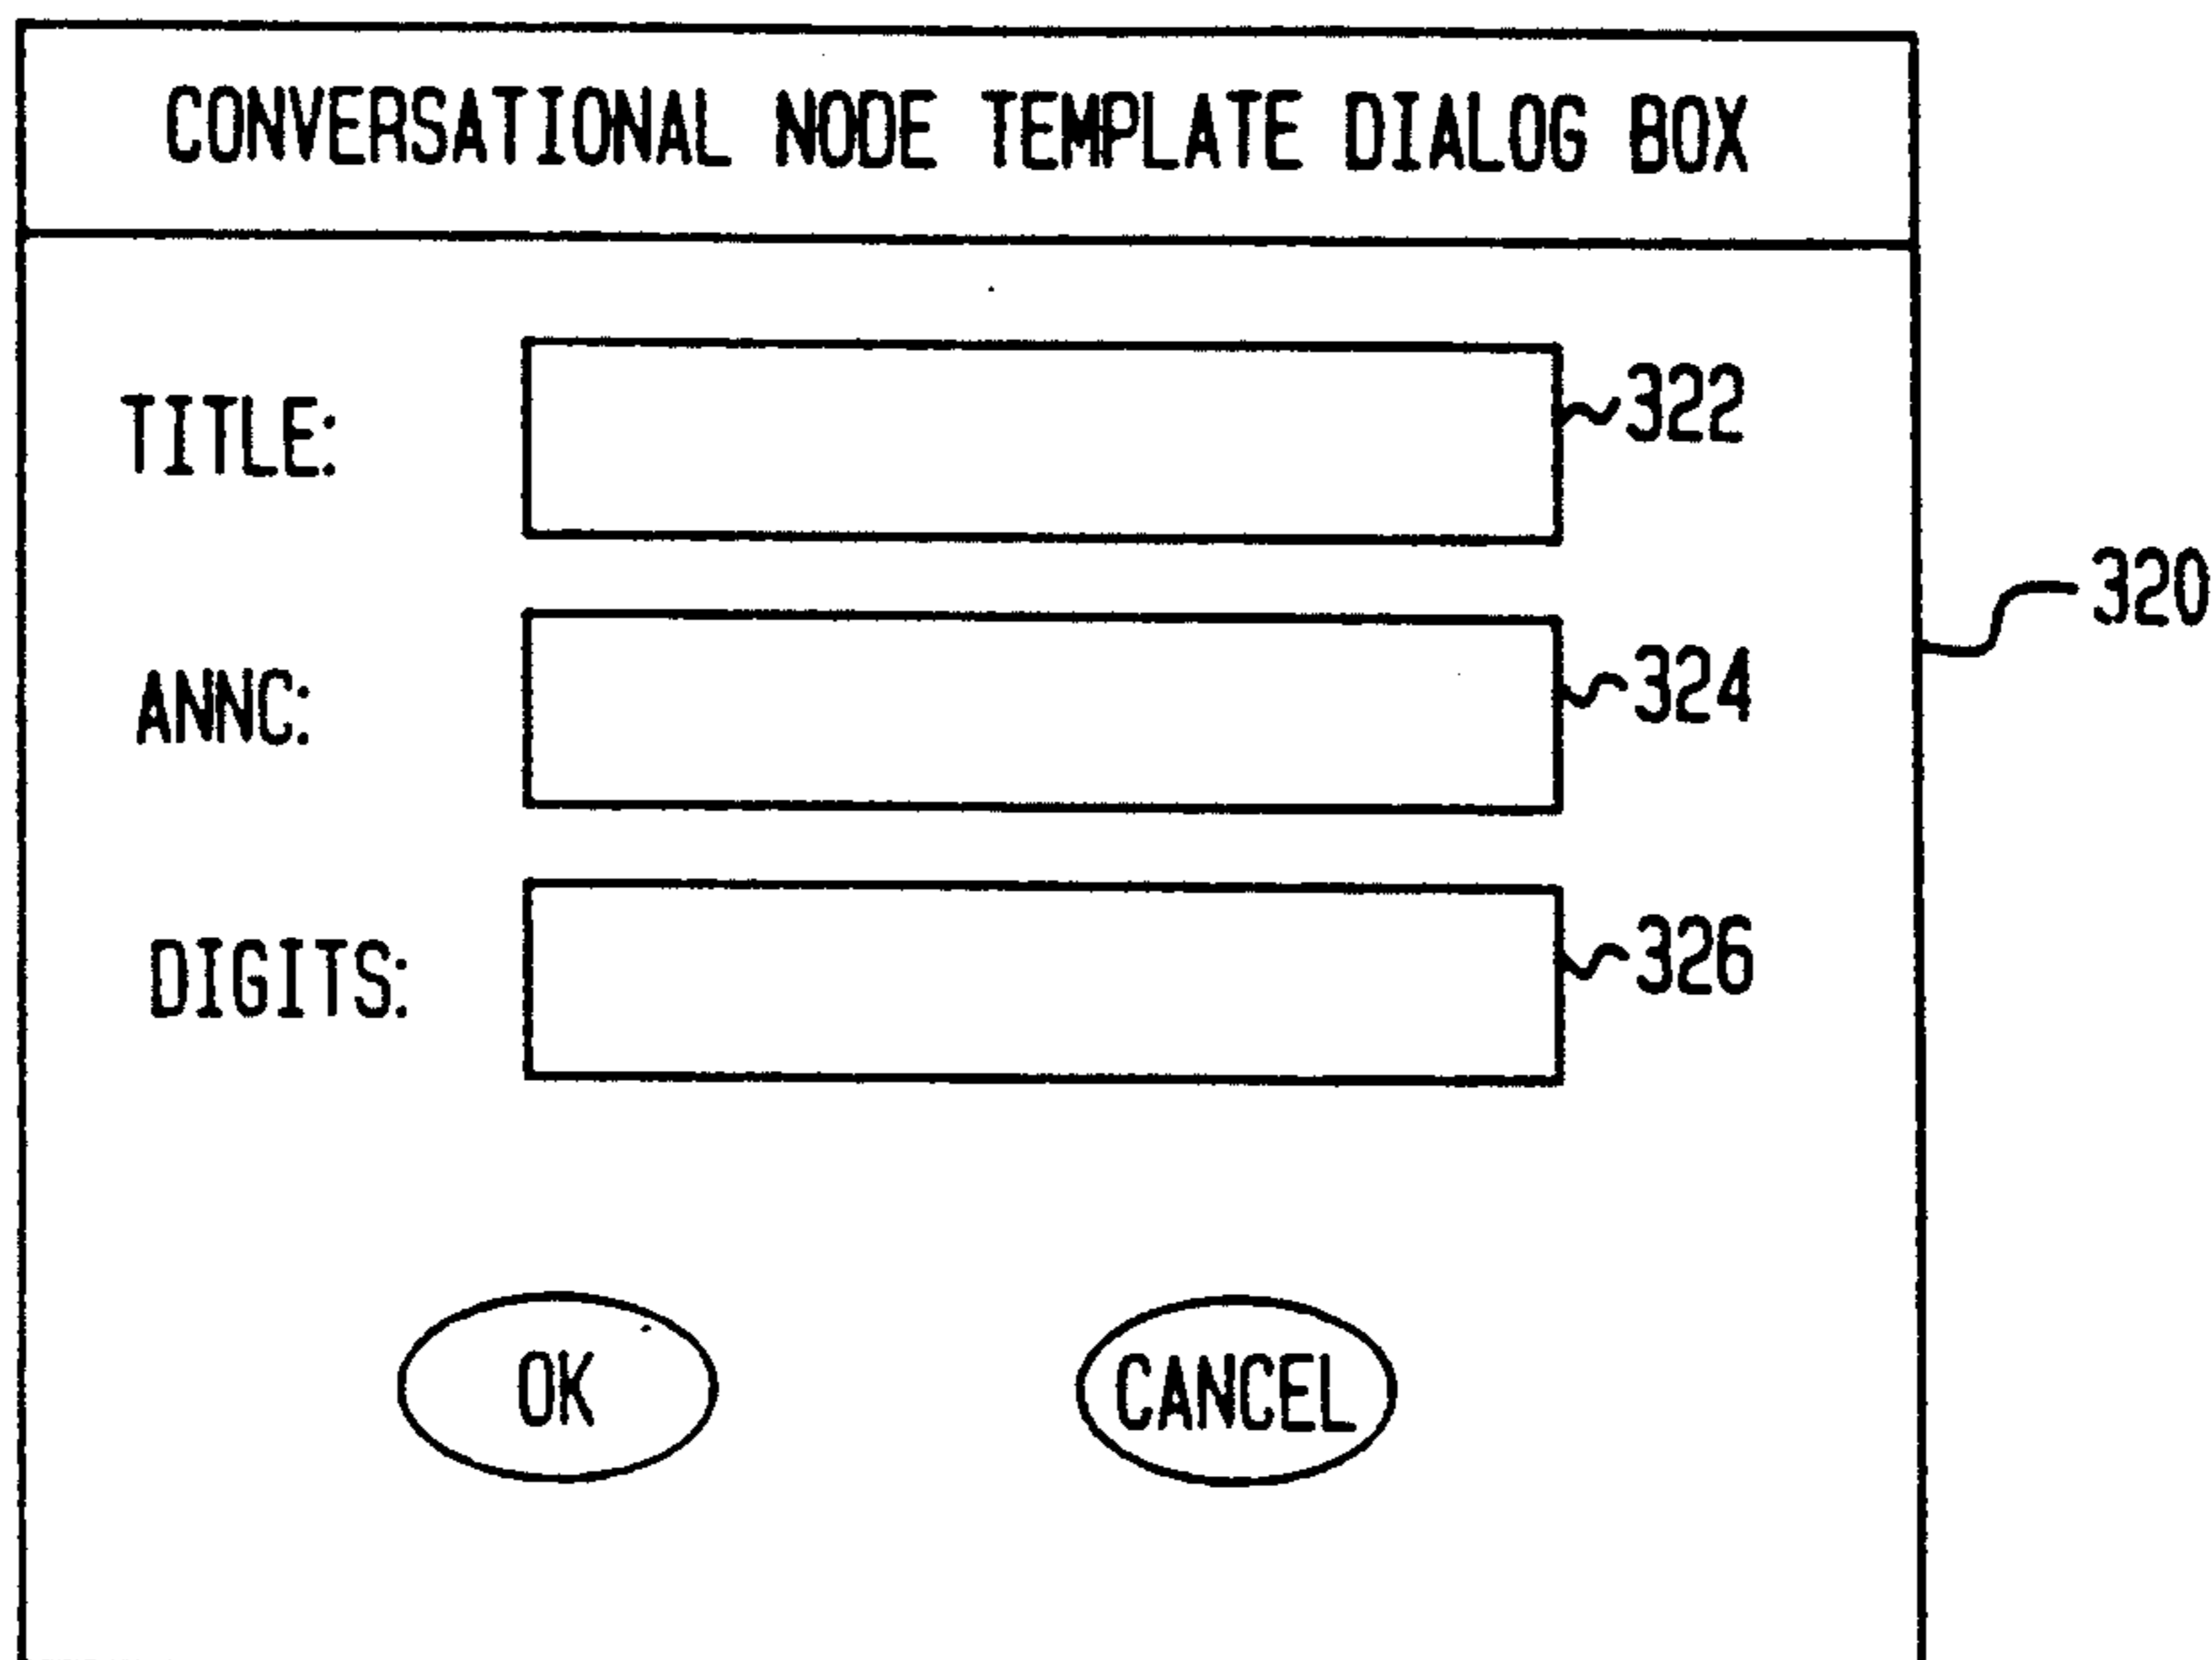 CONVERSATIONAL NODE TEMPLATE DIALOG BOX
TITLE:
322
320
ANNC:
324
DIGITS:
326
OK
CANCEL